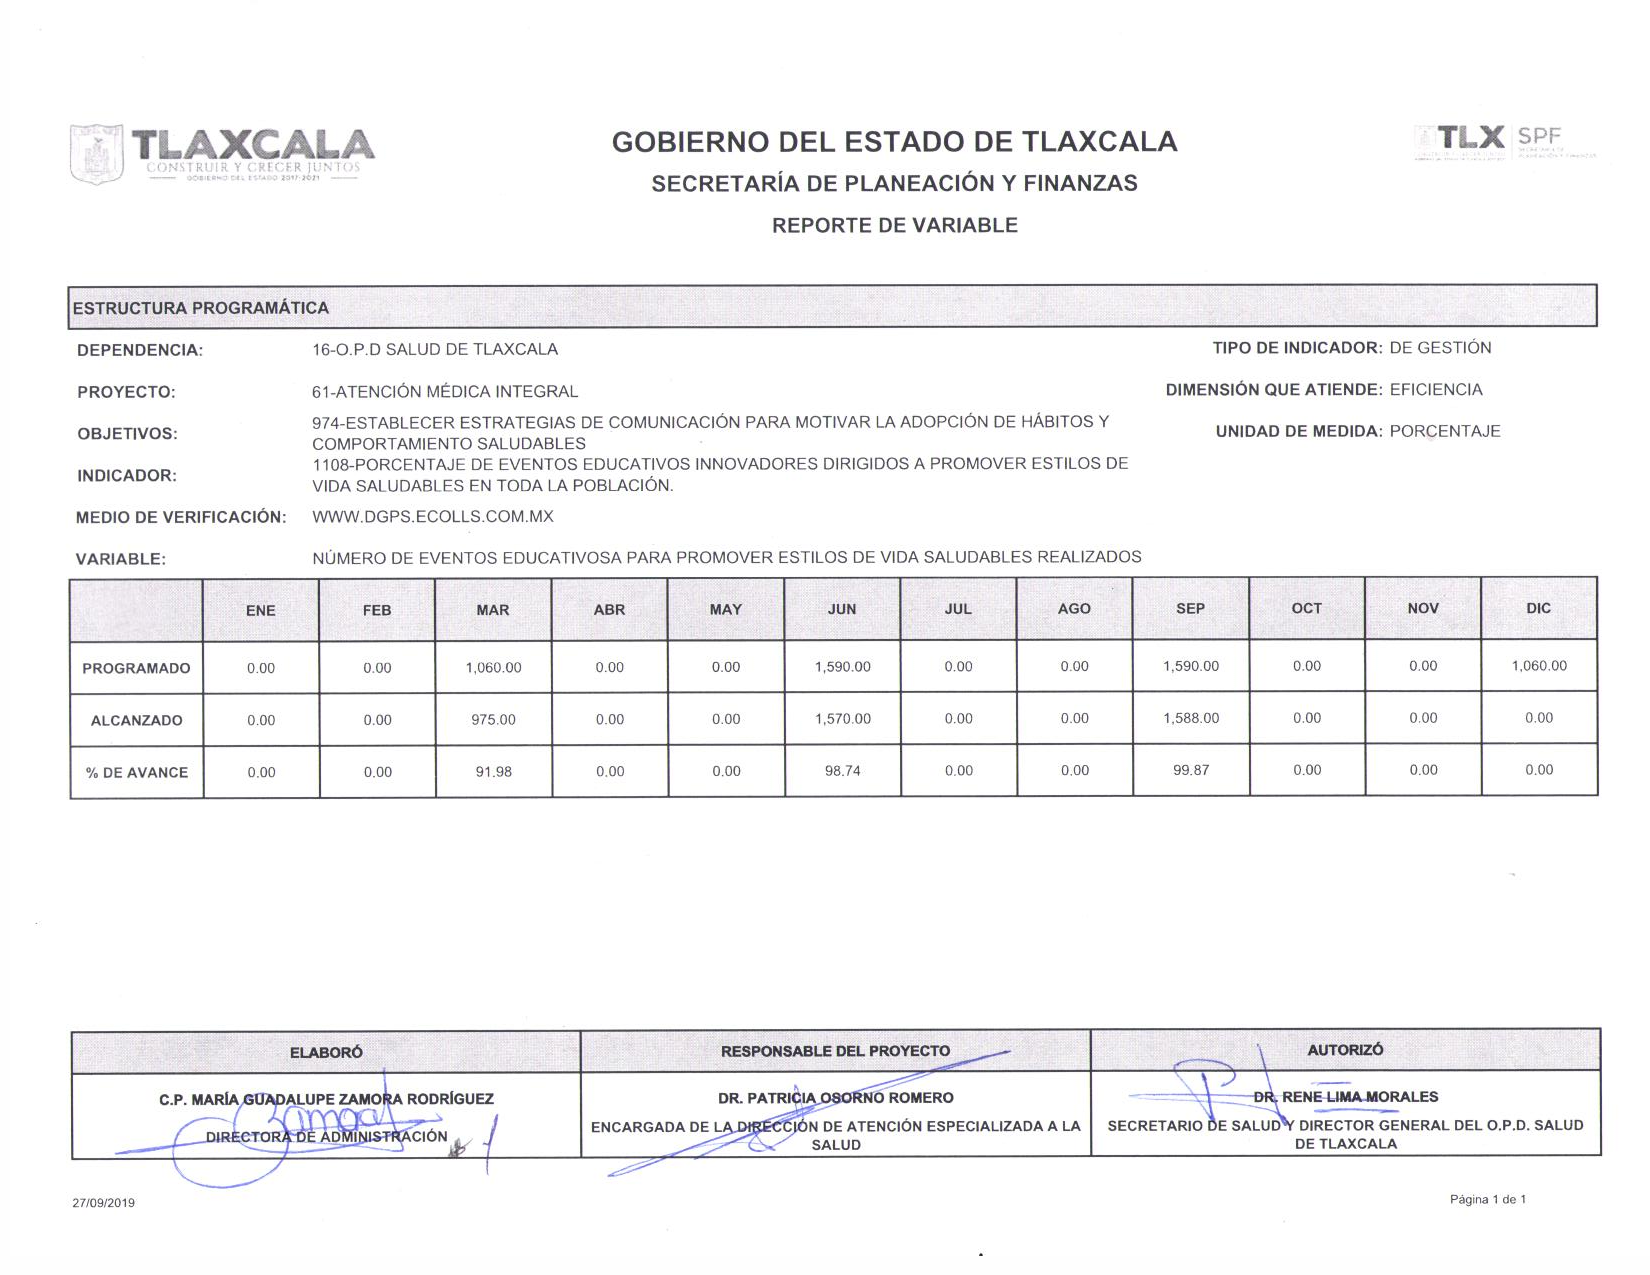 TLAXCALA
CONSTRUIR Y CRECER JUNTOS
GOBIERNO DEL ESTADO 2017-2021
GOBIERNO DEL ESTADO DE TLAXCALA
SECRETARÍA DE PLANEACIÓN Y FINANZAS
REPORTE DE VARIABLE
TLX SPF
ESTRUCTURA PROGRAMÁTICA
DEPENDENCIA: 16-O.P.D SALUD DE TLAXCALA TIPO DE INDICADOR: DE GESTIÓN
PROYECTO: 61-ATENCIÓN MÉDICA INTEGRAL DIMENSIÓN QUE ATIENDE: EFICIENCIA
OBJETIVOS: 974-ESTABLECER ESTRATEGIAS DE COMUNICACIÓN PARA MOTIVAR LA ADOPCIÓN DE HÁBITOS Y
COMPORTAMIENTO SALUDABLES
UNIDAD DE MEDIDA: PORCENTAJE
INDICADOR: 1108-PORCENTAJE DE EVENTOS EDUCATIVOS INNOVADORES DIRIGIDOS A PROMOVER ESTILOS DE
VIDA SALUDABLES EN TODA LA POBLACIÓN.
MEDIO DE VERIFICACIÓN: WWW.DGPS.ECOLLS.COM.MX
VARIABLE: NÚMERO DE EVENTOS EDUCATIVOSA PARA PROMOVER ESTILOS DE VIDA SALUDABLES REALIZADOS
ENE FEB MAR ABR MAY JUN JUL AGO SEP OCT NOV DIC
PROGRAMADO 0.00 0.00 1,060.00 0.00 0.00 1,590.00 0.00 0.00 1,590.00 0.00 0.00 1,060.00
ALCANZADO 0.00 0.00 975.00 0.00 0.00 1,570.00 0.00 0.00 1,588.00 0.00 0.00 0.00
% DE AVANCE 0.00 0.00 91.98 0.00 0.00 98.74 0.00 0.00 99.87 0.00 0.00 0.00
ELABORÓ RESPONSABLE DEL PROYECTO AUTORIZÓ
C.P. MARÍA GUADALUPE ZAMORA RODRÍGUEZ
DIRECTORA DE ADMINISTRACIÓN
DR. PATRICIA OSORNO ROMERO
ENCARGADA DE LA DIRECCIÓN DE ATENCIÓN ESPECIALIZADA A LA
SALUD
DR. RENE LIMA MORALES
SECRETARIO DE SALUD Y DIRECTOR GENERAL DEL O.P.D. SALUD
DE TLAXCALA
27/09/2019
Página 1 de 1